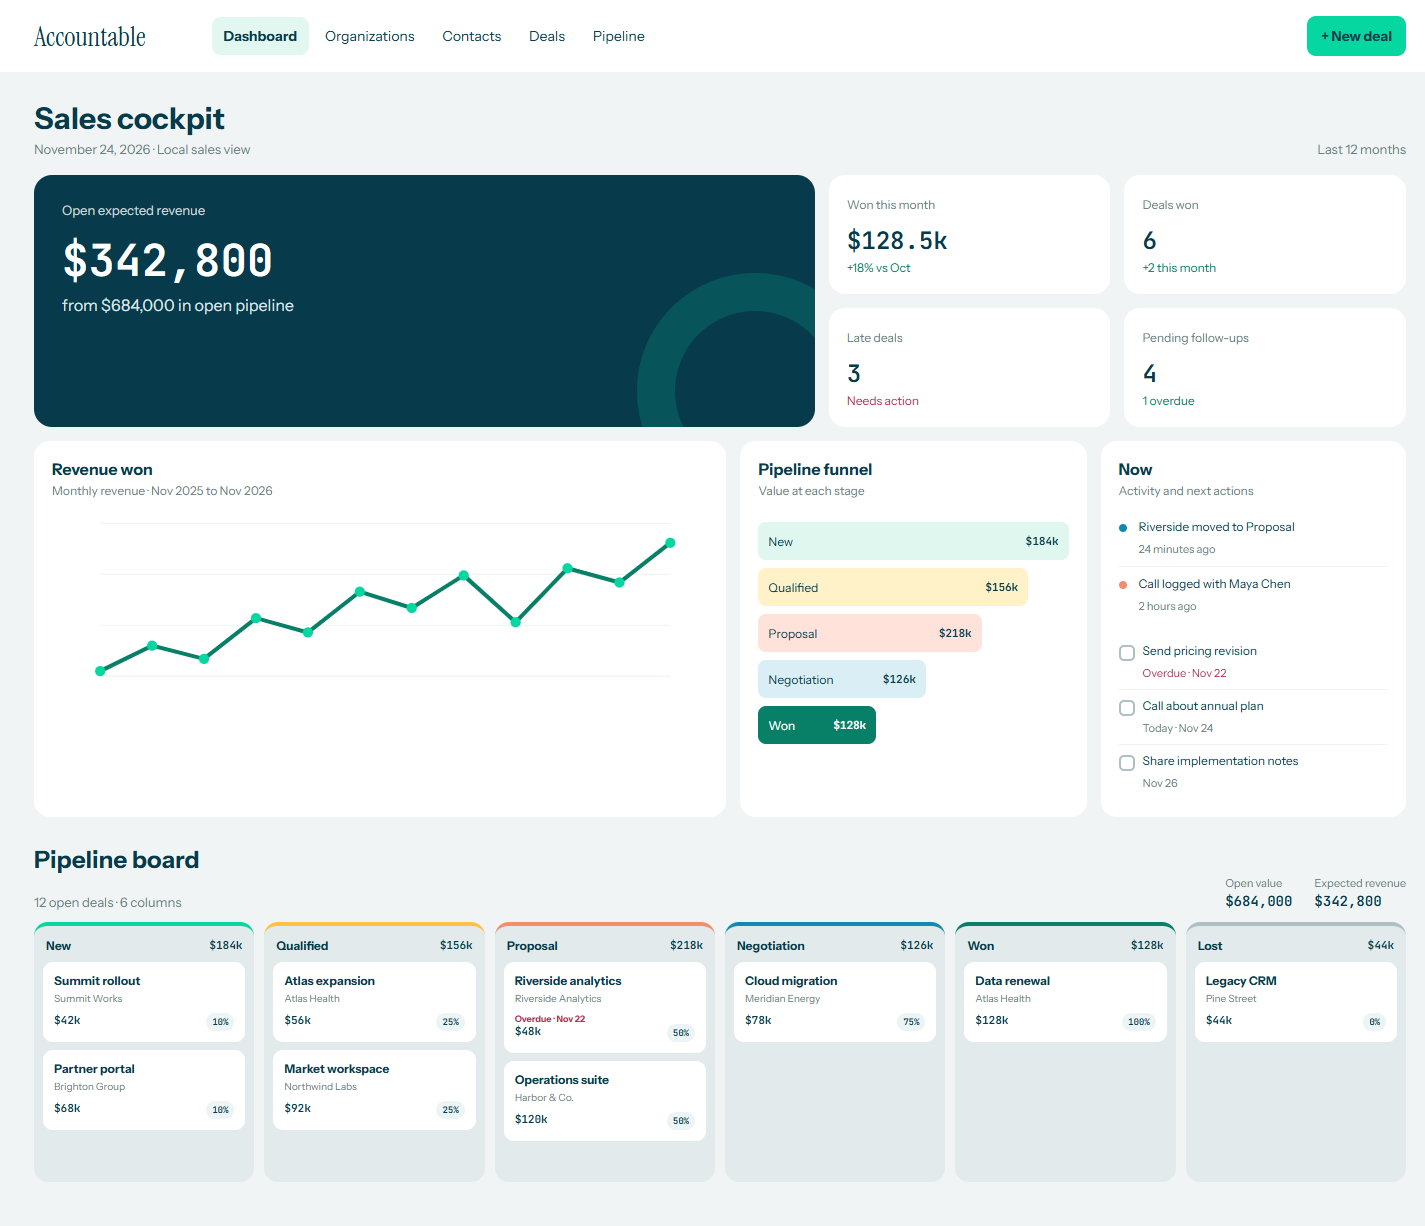 Accountable
Dashboard
Organizations
Contacts
Deals
Pipeline
+ New deal
Sales cockpit
November 24, 2026 · Local sales view
Last 12 months
Open expected revenue
$342,800
from $684,000 in open pipeline
Won this month
$128.5k
+18% vs Oct
Deals won
6
+2 this month
Late deals
3
Needs action
Pending follow-ups
4
1 overdue
Revenue won
Monthly revenue · Nov 2025 to Nov 2026
Pipeline funnel
Value at each stage
New $184k
Qualified $156k
Proposal $218k
Negotiation $126k
Won $128k
Now
Activity and next actions
Riverside moved to Proposal
24 minutes ago
Call logged with Maya Chen
2 hours ago
Send pricing revision
Overdue · Nov 22
Call about annual plan
Today · Nov 24
Share implementation notes
Nov 26
Pipeline board
12 open deals · 6 columns
Open value
$684,000
Expected revenue
$342,800
New $184k
Summit rollout
Summit Works
$42k 10%
Partner portal
Brighton Group
$68k 10%
Qualified $156k
Atlas expansion
Atlas Health
$56k 25%
Market workspace
Northwind Labs
$92k 25%
Proposal $218k
Riverside analytics
Riverside Analytics
Overdue · Nov 22
$48k 50%
Operations suite
Harbor & Co.
$120k 50%
Negotiation $126k
Cloud migration
Meridian Energy
$78k 75%
Won $128k
Data renewal
Atlas Health
$128k 100%
Lost $44k
Legacy CRM
Pine Street
$44k 0%